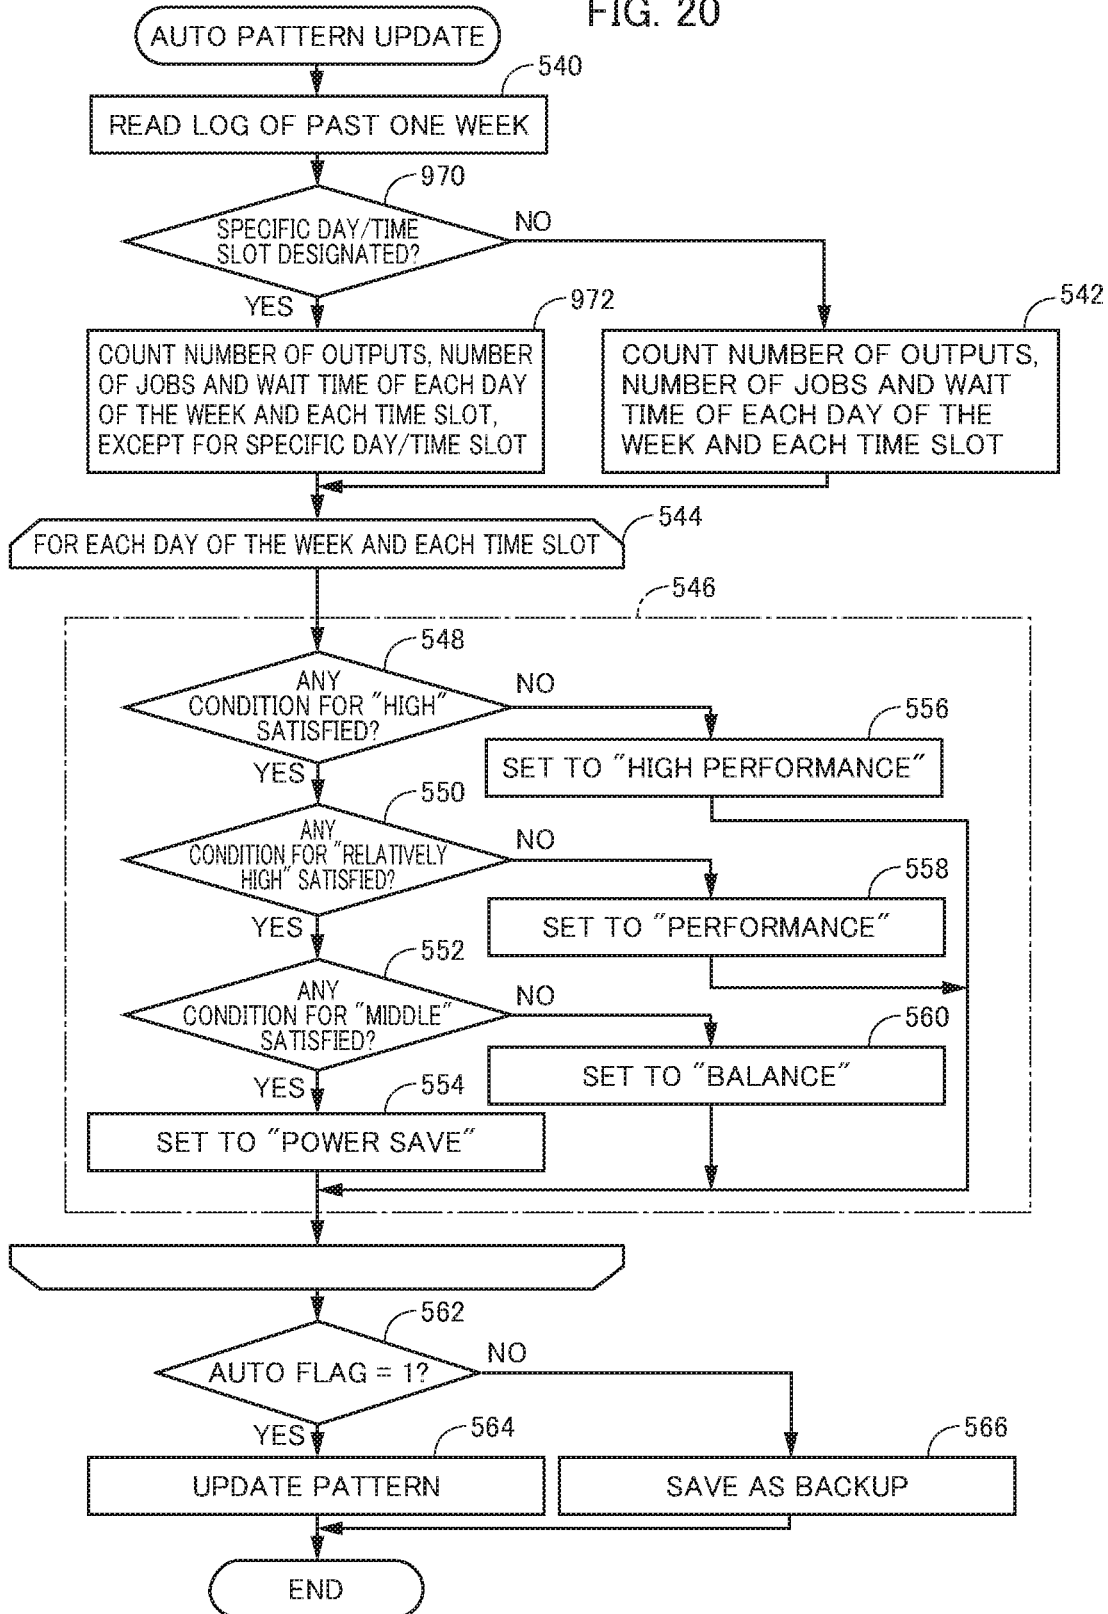 FIG. 20
AUTO PATTERN UPDATE
540
READ LOG OF PAST ONE WEEK
970
SPECIFIC DAY/TIME
SLOT DESIGNATED?
NO
YES
972
COUNT NUMBER OF OUTPUTS, NUMBER
OF JOBS AND WAIT TIME OF EACH DAY
OF THE WEEK AND EACH TIME SLOT,
EXCEPT FOR SPECIFIC DAY/TIME SLOT
542
COUNT NUMBER OF OUTPUTS,
NUMBER OF JOBS AND WAIT
TIME OF EACH DAY OF THE
WEEK AND EACH TIME SLOT
544
FOR EACH DAY OF THE WEEK AND EACH TIME SLOT
546
548
ANY
CONDITION FOR "HIGH"
SATISFIED?
NO
YES
556
SET TO "HIGH PERFORMANCE"
550
ANY
CONDITION FOR "RELATIVELY
HIGH" SATISFIED?
NO
YES
558
SET TO "PERFORMANCE"
552
ANY
CONDITION FOR "MIDDLE"
SATISFIED?
NO
YES
560
SET TO "BALANCE"
554
SET TO "POWER SAVE"
562
AUTO FLAG = 1?
NO
YES
564
UPDATE PATTERN
566
SAVE AS BACKUP
END